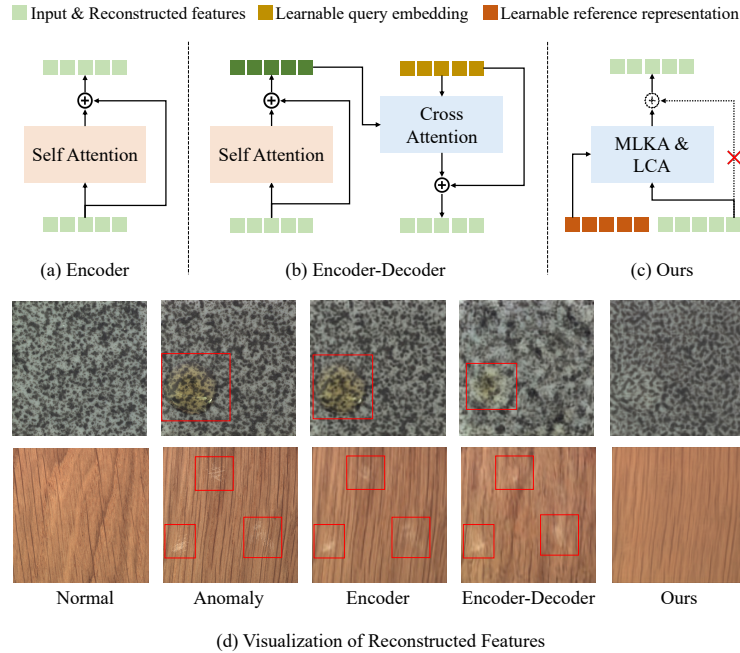 Input & Reconstructed features Learnable query embedding Learnable reference representation
Self Attention
Self Attention
Cross
Attention
MLKA &
LCA
(a) Encoder
(b) Encoder-Decoder
(c) Ours
Normal
Anomaly
Encoder
Encoder-Decoder
Ours
(d) Visualization of Reconstructed Features